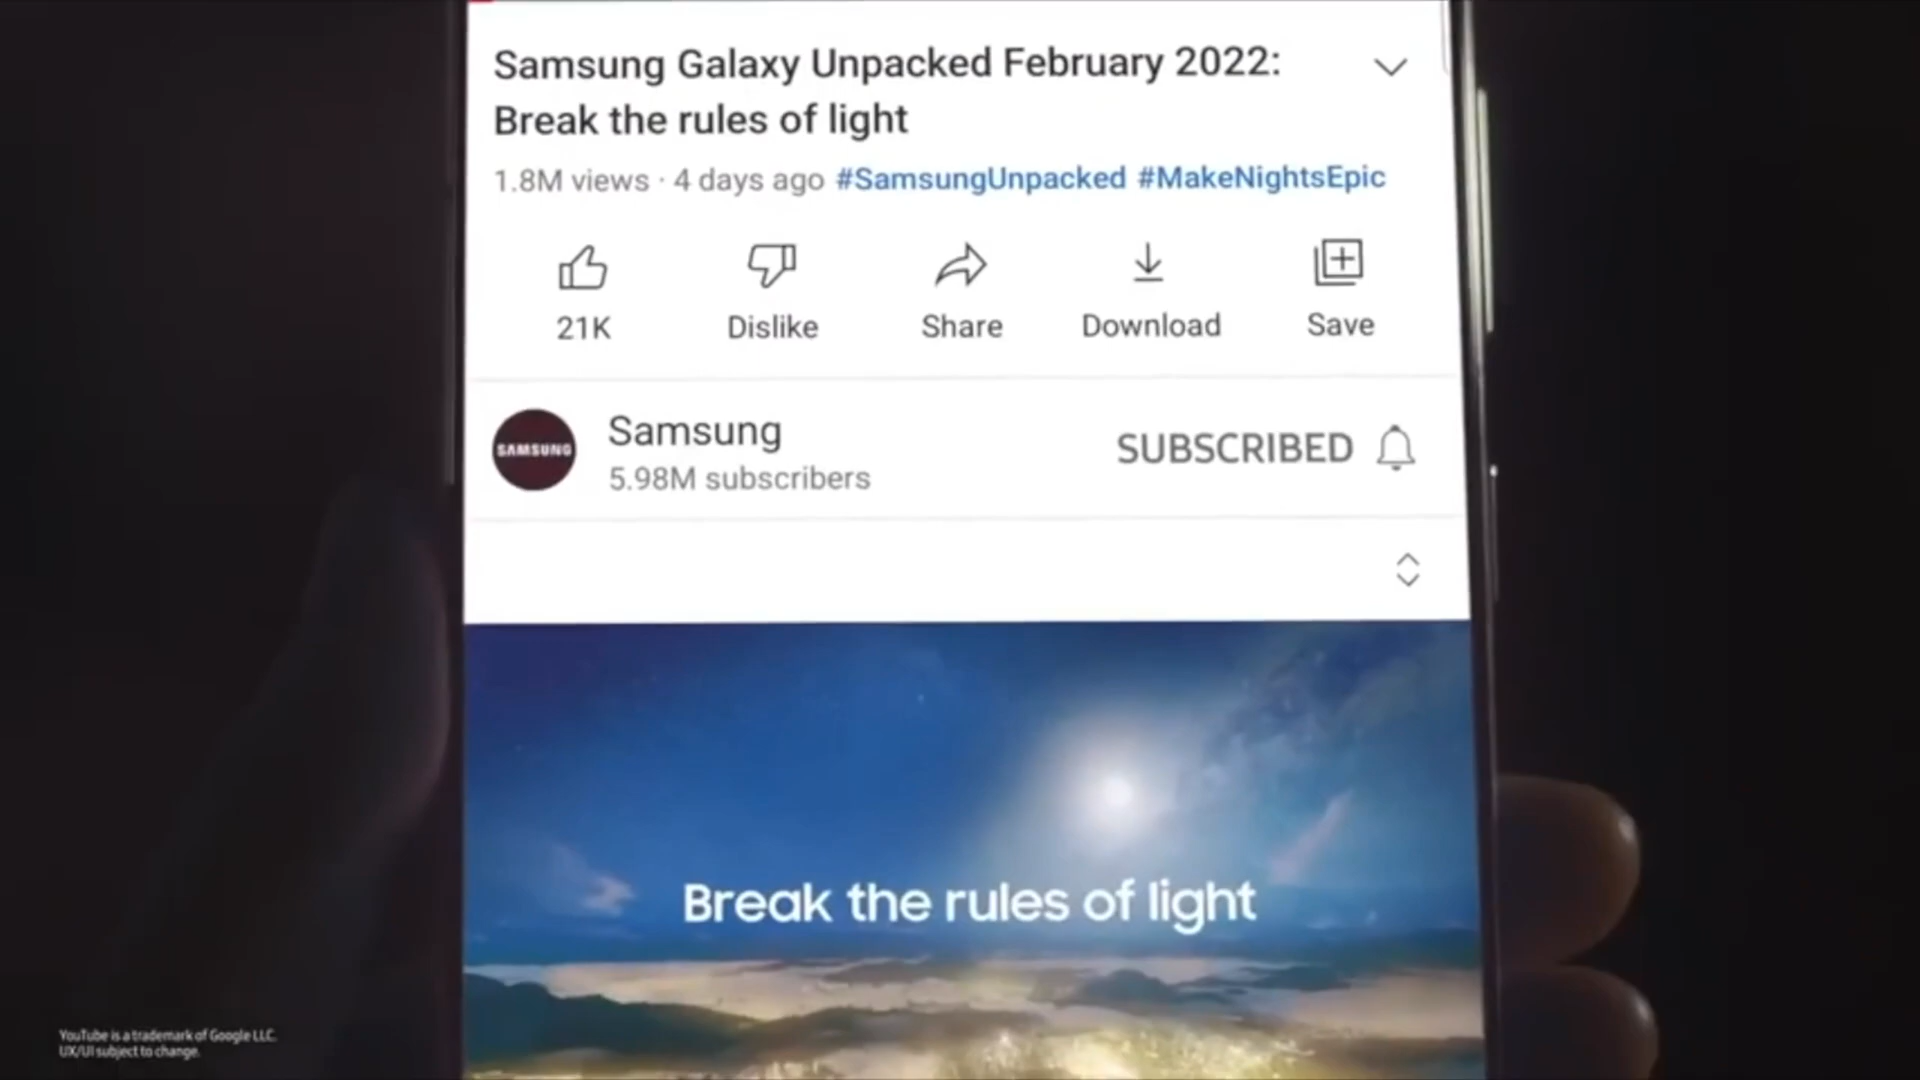 Samsung Galaxy Unpacked February 2022:
Break the rules of light
1.8M views · 4 days ago #SamsungUnpacked #MakeNightsEpic
21K Dislike Share Download Save
SAMSUNG
Samsung
5.98M subscribers
SUBSCRIBED
Break the rules of light
YouTube is a trademark of Google LLC.
UX/UI subject to change.